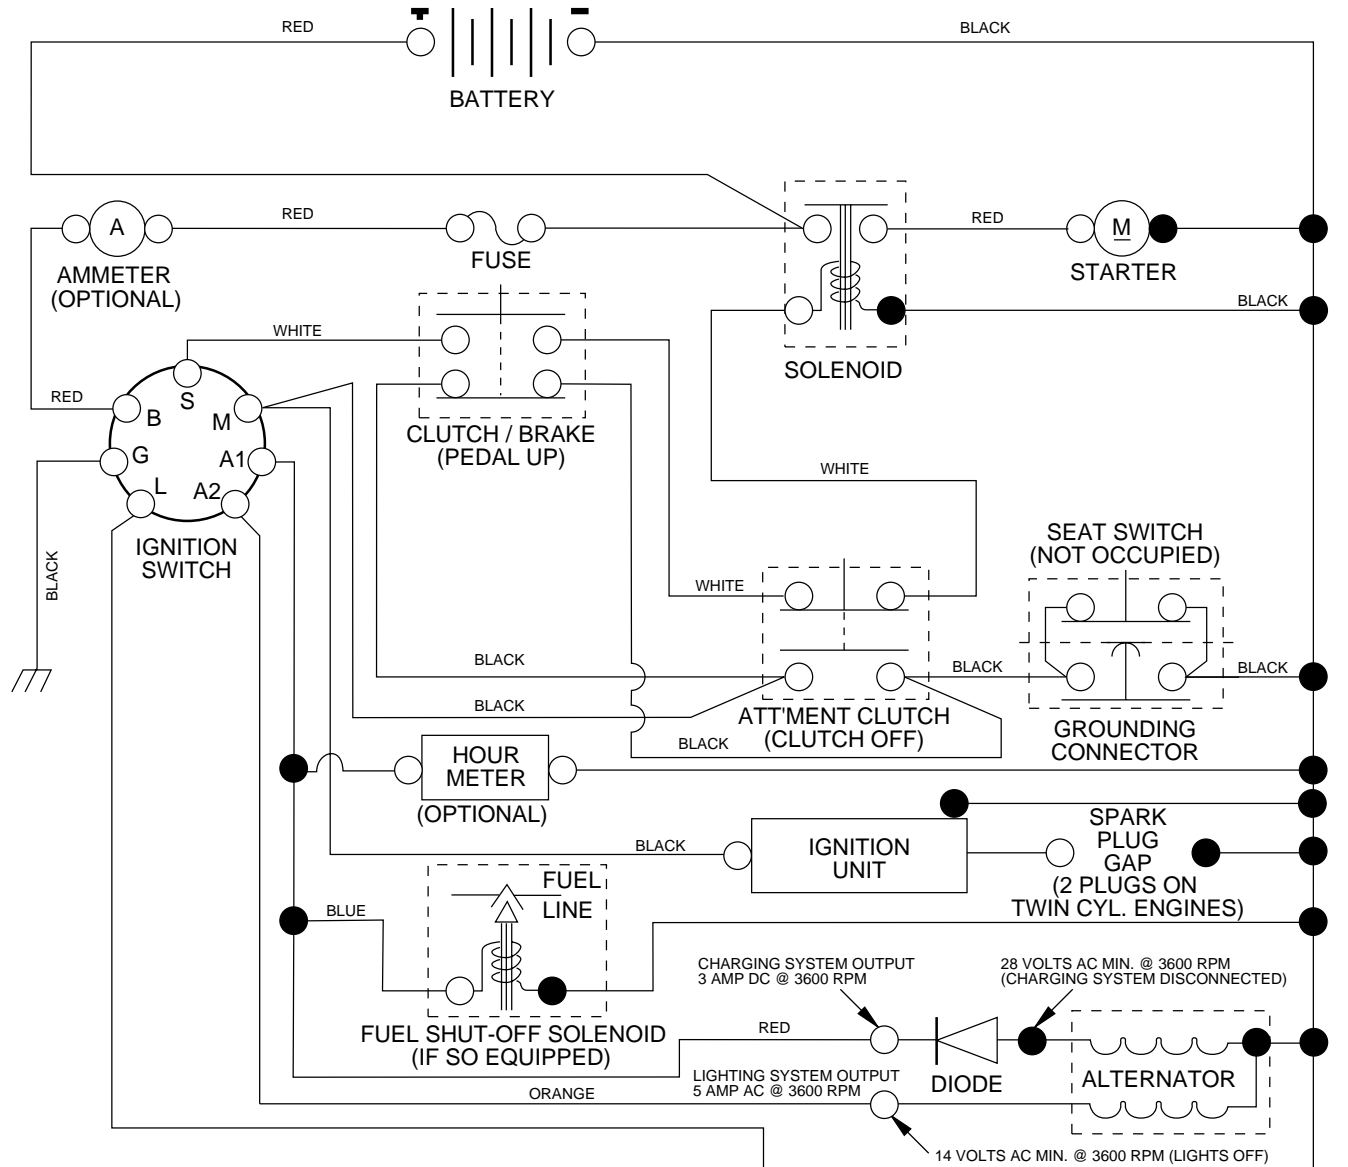 RED
BLACK
BATTERY
A
RED
FUSE
RED
M
STARTER
AMMETER
(OPTIONAL)
BLACK
WHITE
SOLENOID
RED
S
B
M
CLUTCH / BRAKE
(PEDAL UP)
G
A1
L
A2
WHITE
IGNITION
SWITCH
BLACK
SEAT SWITCH
(NOT OCCUPIED)
WHITE
BLACK
BLACK
BLACK
BLACK
ATT'MENT CLUTCH
(CLUTCH OFF)
BLACK
GROUNDING
CONNECTOR
HOUR
METER
(OPTIONAL)
BLACK
IGNITION
UNIT
SPARK
PLUG
GAP
(2 PLUGS ON
TWIN CYL. ENGINES)
FUEL
LINE
BLUE
CHARGING SYSTEM OUTPUT
3 AMP DC @ 3600 RPM
28 VOLTS AC MIN. @ 3600 RPM
(CHARGING SYSTEM DISCONNECTED)
FUEL SHUT-OFF SOLENOID
(IF SO EQUIPPED)
RED
LIGHTING SYSTEM OUTPUT
5 AMP AC @ 3600 RPM
DIODE
ALTERNATOR
ORANGE
14 VOLTS AC MIN. @ 3600 RPM (LIGHTS OFF)